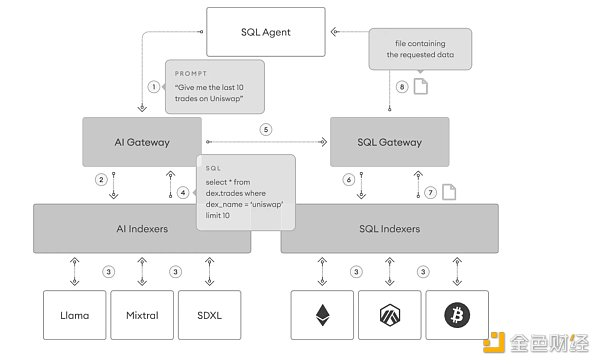 SQL Agent
file containing
the requested data
8
1
PROMPT
“Give me the last 10
trades on Uniswap”
AI Gateway
5
SQL Gateway
2
4
SQL
select * from
dex.trades where
dex_name = ‘uniswap’
limit 10
6
7
AI Indexers
SQL Indexers
3
3
3
3
Llama
Mixtral
SDXL
金色财经